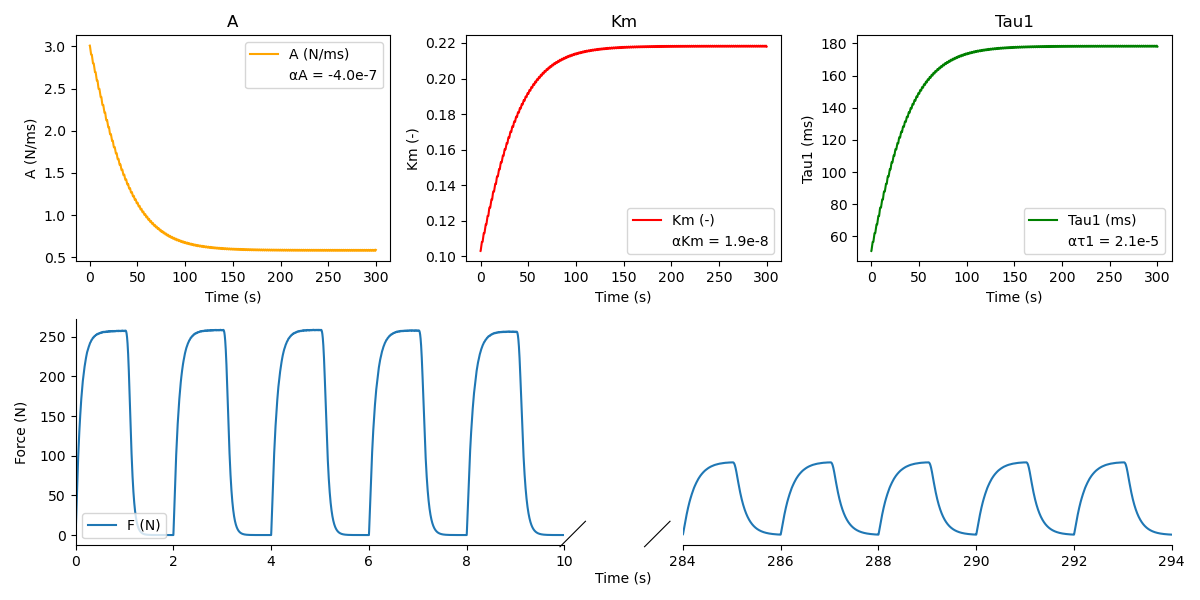 A
A (N/ms)
αA = -4.0e-7
3.0
2.5
2.0
1.5
1.0
0.5
A (N/ms)
0 50 100 150 200 250 300
Time (s)
Km
0.22
0.20
0.18
0.16
0.14
0.12
0.10
Km (-)
Km (-)
αKm = 1.9e-8
0 50 100 150 200 250 300
Time (s)
Tau1
180
160
140
120
100
80
60
Tau1 (ms)
Tau1 (ms)
ατ1 = 2.1e-5
0 50 100 150 200 250 300
Time (s)
250
200
150
100
50
0
Force (N)
F (N)
0 2 4 6 8 10 284 286 288 290 292 294
Time (s)